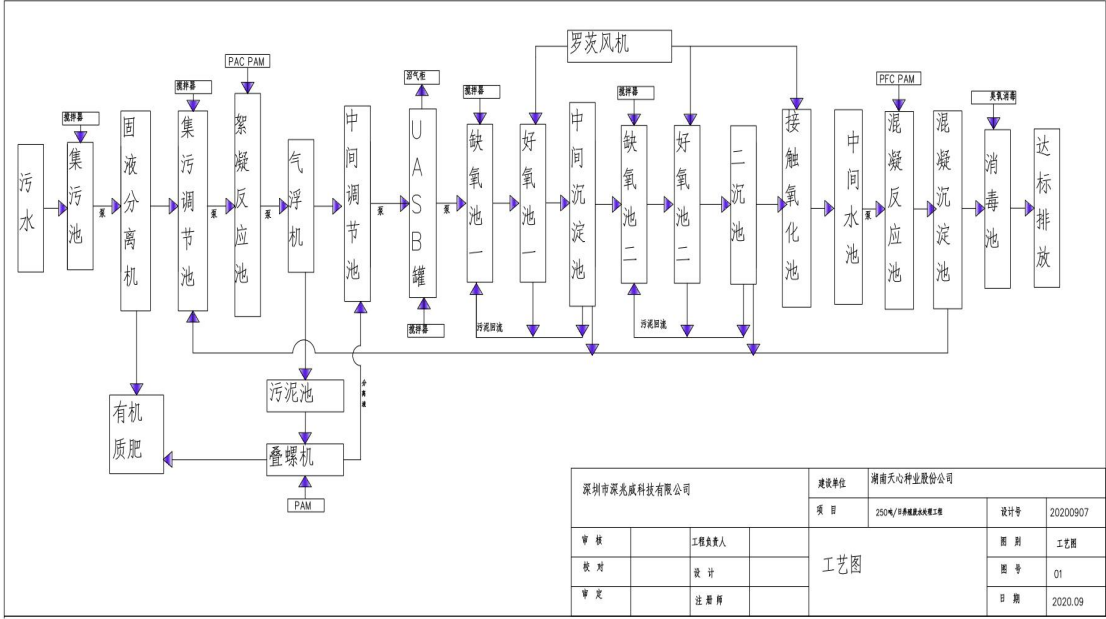 罗茨风机
PAC PAM
沼气柜
搅拌器
搅拌器
搅拌器
搅拌器
PFC PAM
臭氧消毒
污水
集污池
泵
固液分离机
集污调节池
泵
絮凝反应池
泵
气浮机
中间调节池
泵
UASB罐
泵
缺氧池一
好氧池一
中间沉淀池
缺氧池二
好氧池二
二沉池
接触氧化池
中间水池
泵
混凝反应池
混凝沉淀池
消毒池
达标排放
搅拌器
污泥回流
污泥回流
分离液
有机
质肥
污泥池
叠螺机
PAM
深圳市深兆威科技有限公司
建设单位
湖南天心种业股份公司
项 目
250吨/日养殖废水处理工程
设计号
20200907
审 核
工程负责人
工艺图
图 别
工艺图
校 对
设 计
图 号
01
审 定
注 册 师
日 期
2020.09